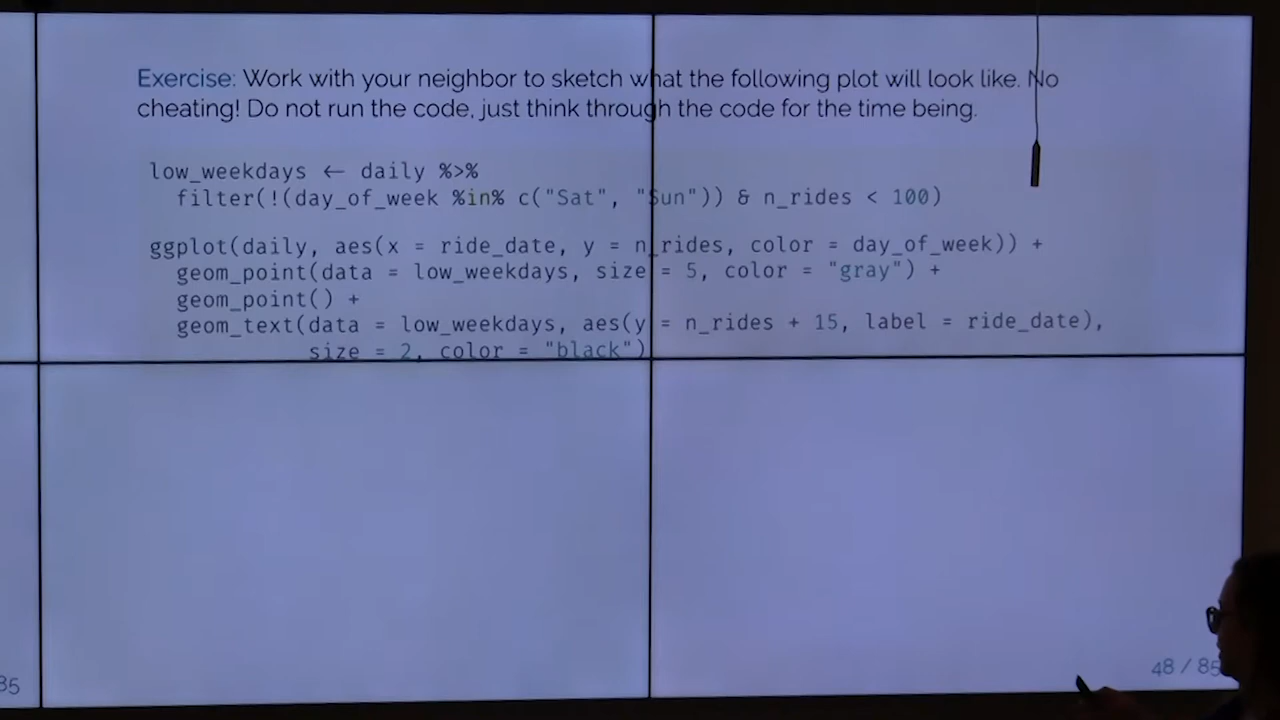 Exercise: Work with your neighbor to sketch what the following plot will look like. No
cheating! Do not run the code, just think through the code for the time being.
low_weekdays ← daily %>%
filter(!(day_of_week %in% c("Sat", "Sun")) & n_rides < 100)
ggplot(daily, aes(x = ride_date, y = n_rides, color = day_of_week)) +
geom_point(data = low_weekdays, size = 5, color = "gray") +
geom_point() +
geom_text(data = low_weekdays, aes(y = n_rides + 15, label = ride_date),
size = 2, color = "black")
48 / 85
85